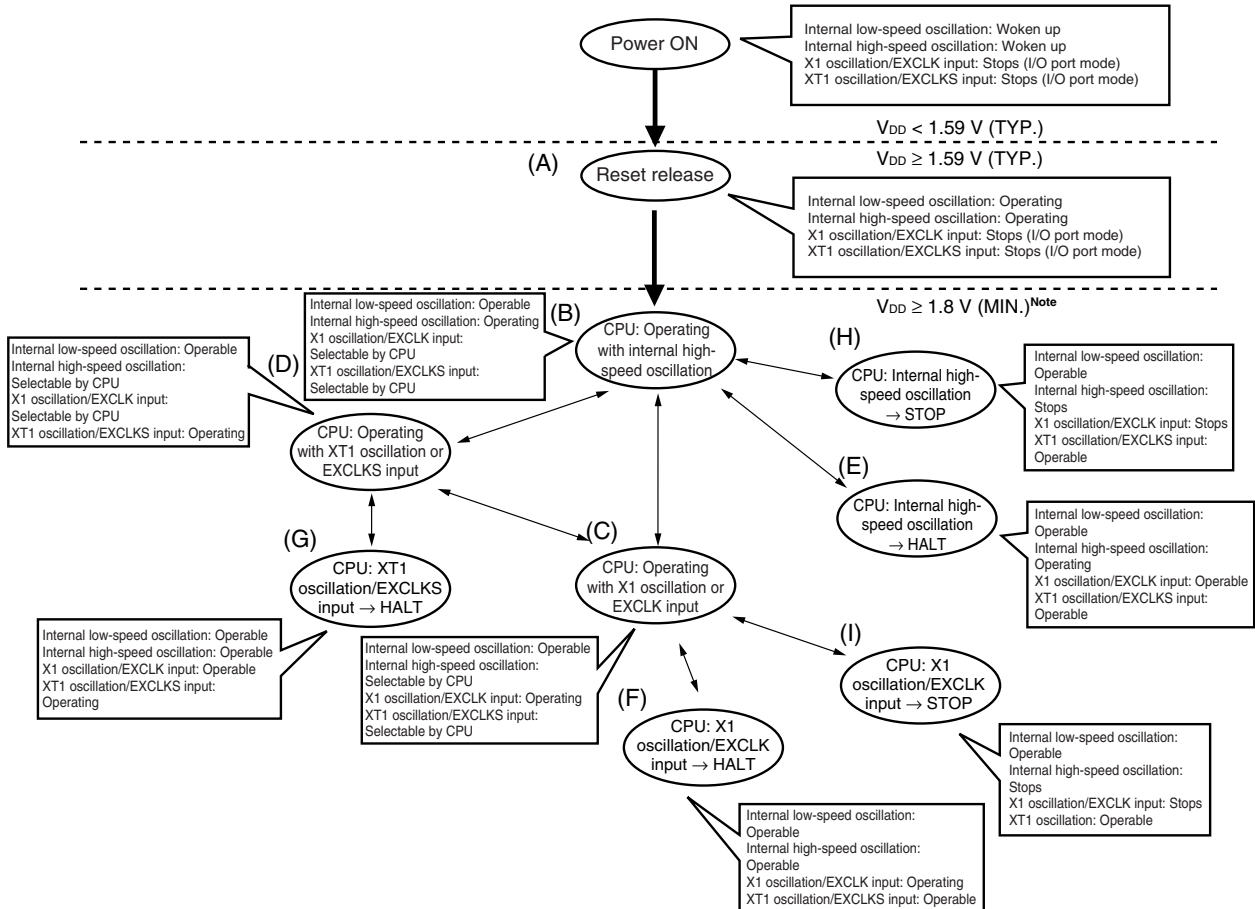 Power ON
Internal low-speed oscillation: Woken up
Internal high-speed oscillation: Woken up
X1 oscillation/EXCLK input: Stops (I/O port mode)
XT1 oscillation/EXCLKS input: Stops (I/O port mode)
VDD < 1.59 V (TYP.)
VDD ≥ 1.59 V (TYP.)
(A)
Reset release
Internal low-speed oscillation: Operating
Internal high-speed oscillation: Operating
X1 oscillation/EXCLK input: Stops (I/O port mode)
XT1 oscillation/EXCLKS input: Stops (I/O port mode)
VDD ≥ 1.8 V (MIN.)Note
Internal low-speed oscillation: Operable
Internal high-speed oscillation: Operating
X1 oscillation/EXCLK input:
Selectable by CPU
XT1 oscillation/EXCLKS input:
Selectable by CPU
(B)
CPU: Operating
with internal high-
speed oscillation
(H)
CPU: Internal high-
speed oscillation
→ STOP
Internal low-speed oscillation:
Operable
Internal high-speed oscillation:
Stops
X1 oscillation/EXCLK input: Stops
XT1 oscillation/EXCLKS input:
Operable
Internal low-speed oscillation: Operable
Internal high-speed oscillation:
Selectable by CPU
X1 oscillation/EXCLK input:
Selectable by CPU
XT1 oscillation/EXCLKS input: Operating
(D)
CPU: Operating
with XT1 oscillation or
EXCLKS input
(E)
CPU: Internal high-
speed oscillation
→ HALT
Internal low-speed oscillation:
Operable
Internal high-speed oscillation:
Operating
X1 oscillation/EXCLK input: Operable
XT1 oscillation/EXCLKS input:
Operable
(G)
CPU: XT1
oscillation/EXCLKS
input → HALT
Internal low-speed oscillation: Operable
Internal high-speed oscillation: Operable
X1 oscillation/EXCLK input: Operable
XT1 oscillation/EXCLKS input:
Operating
(C)
CPU: Operating
with X1 oscillation or
EXCLK input
Internal low-speed oscillation: Operable
Internal high-speed oscillation:
Selectable by CPU
X1 oscillation/EXCLK input: Operating
XT1 oscillation/EXCLKS input:
Selectable by CPU
(I)
CPU: X1
oscillation/EXCLK
input → STOP
Internal low-speed oscillation:
Operable
Internal high-speed oscillation:
Stops
X1 oscillation/EXCLK input: Stops
XT1 oscillation: Operable
(F)
CPU: X1
oscillation/EXCLK
input → HALT
Internal low-speed oscillation:
Operable
Internal high-speed oscillation:
Operable
X1 oscillation/EXCLK input: Operating
XT1 oscillation/EXCLKS input: Operable